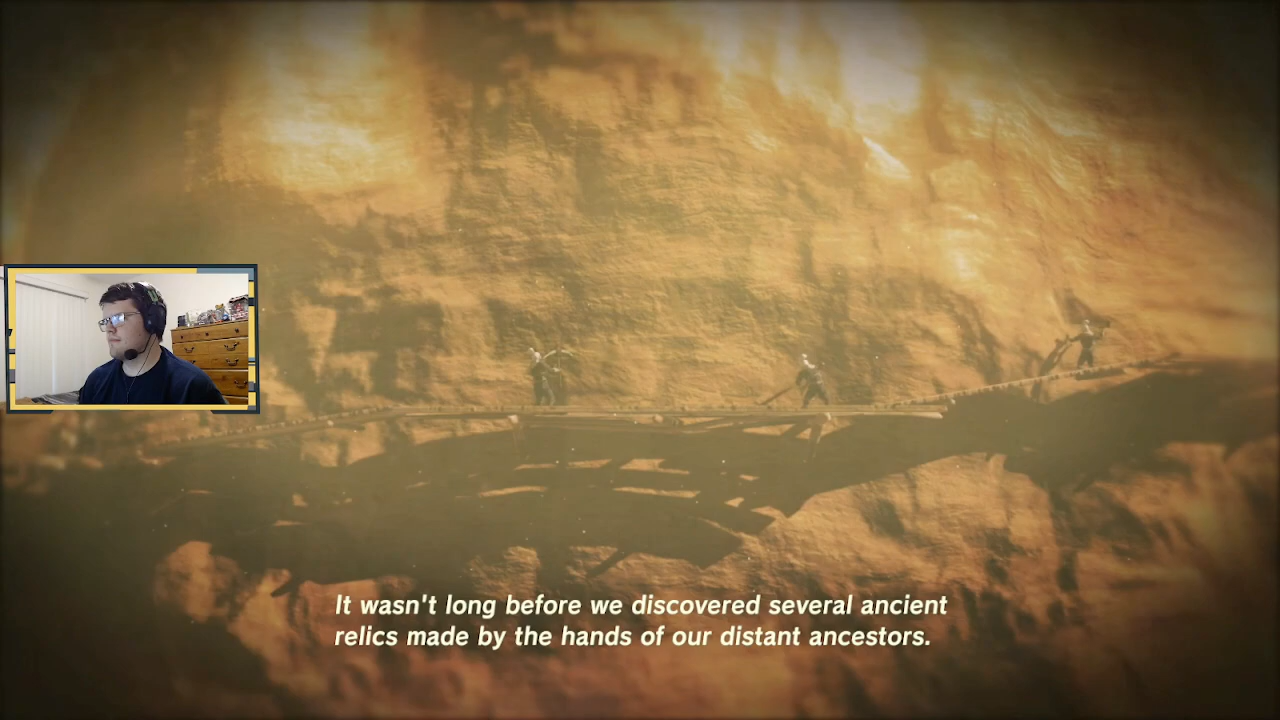 It wasn't long before we discovered several ancient
relics made by the hands of our distant ancestors.